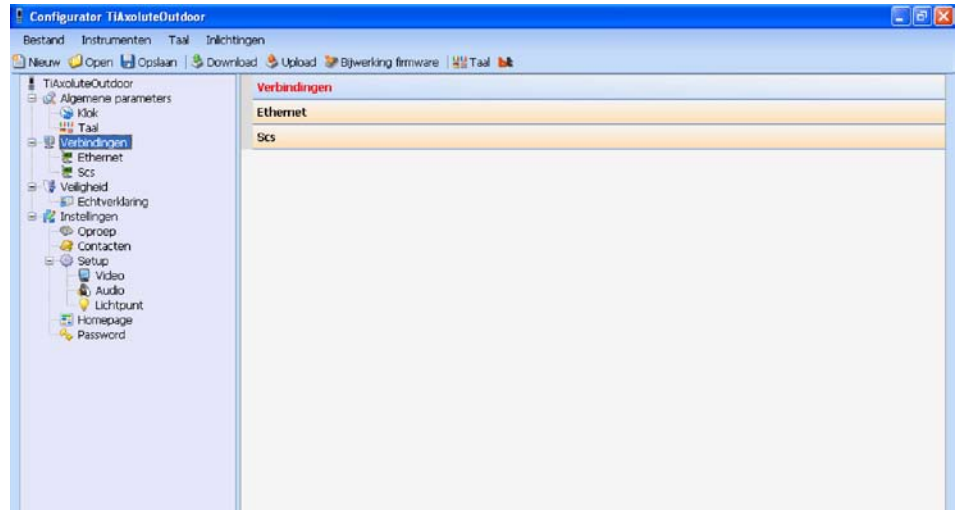 Configurator TiAxoluteOutdoor
Bestand Instrumenten Taal Inlichtingen
Nieuw Open Opslaan Download Upload Bijwerking firmware Taal
TiAxoluteOutdoor
Algemene parameters
Klok
Taal
Verbindingen
Ethernet
Scs
Veiligheid
Echtverklaring
Instellingen
Oproep
Contacten
Setup
Video
Audio
Lichtpunt
Homepage
Password
Verbindingen
Ethernet
Scs